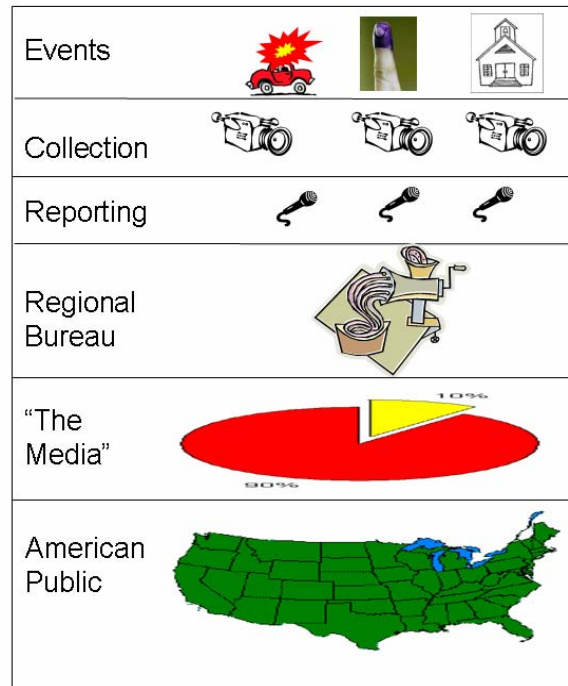 Events
Collection
Reporting
Regional
Bureau
“The
Media”
10%
90%
American
Public